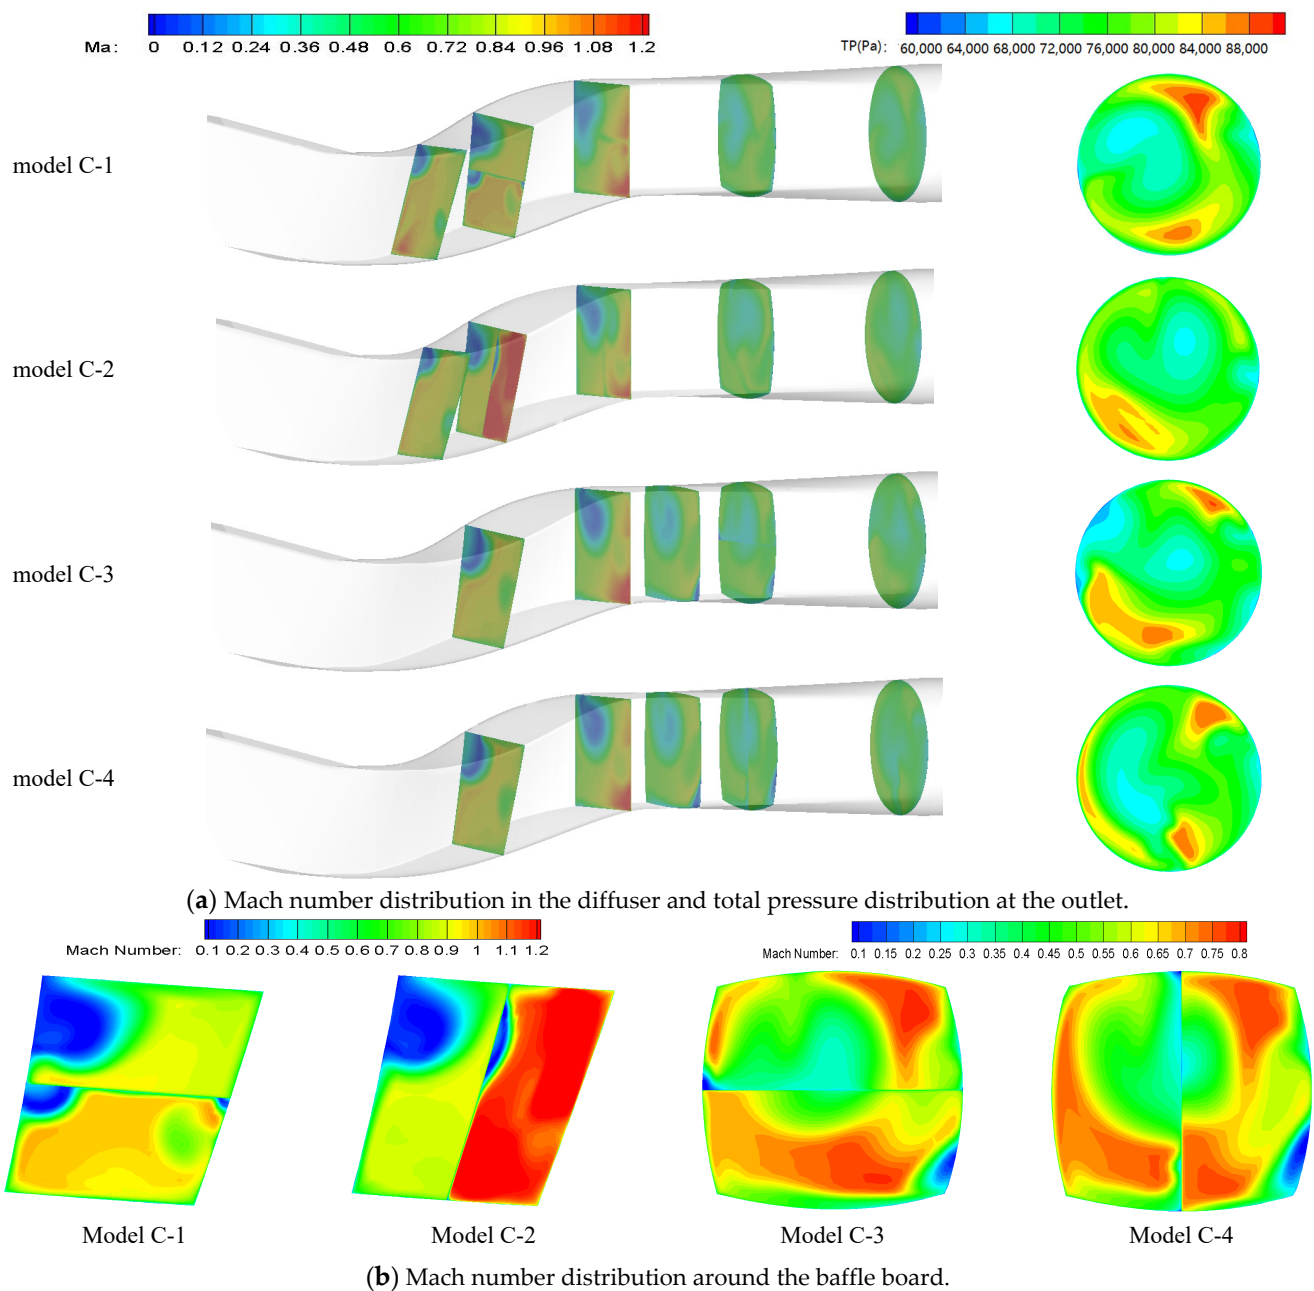 Ma: 0 0.12 0.24 0.36 0.48 0.6 0.72 0.84 0.96 1.08 1.2
TP(Pa): 60,000 64,000 68,000 72,000 76,000 80,000 84,000 88,000
model C-1
model C-2
model C-3
model C-4
(a) Mach number distribution in the diffuser and total pressure distribution at the outlet.
Mach Number: 0.1 0.2 0.3 0.4 0.5 0.6 0.7 0.8 0.9 1 1.1 1.2
Mach Number: 0.1 0.15 0.2 0.25 0.3 0.35 0.4 0.45 0.5 0.55 0.6 0.65 0.7 0.75 0.8
Model C-1 Model C-2 Model C-3 Model C-4
(b) Mach number distribution around the baffle board.